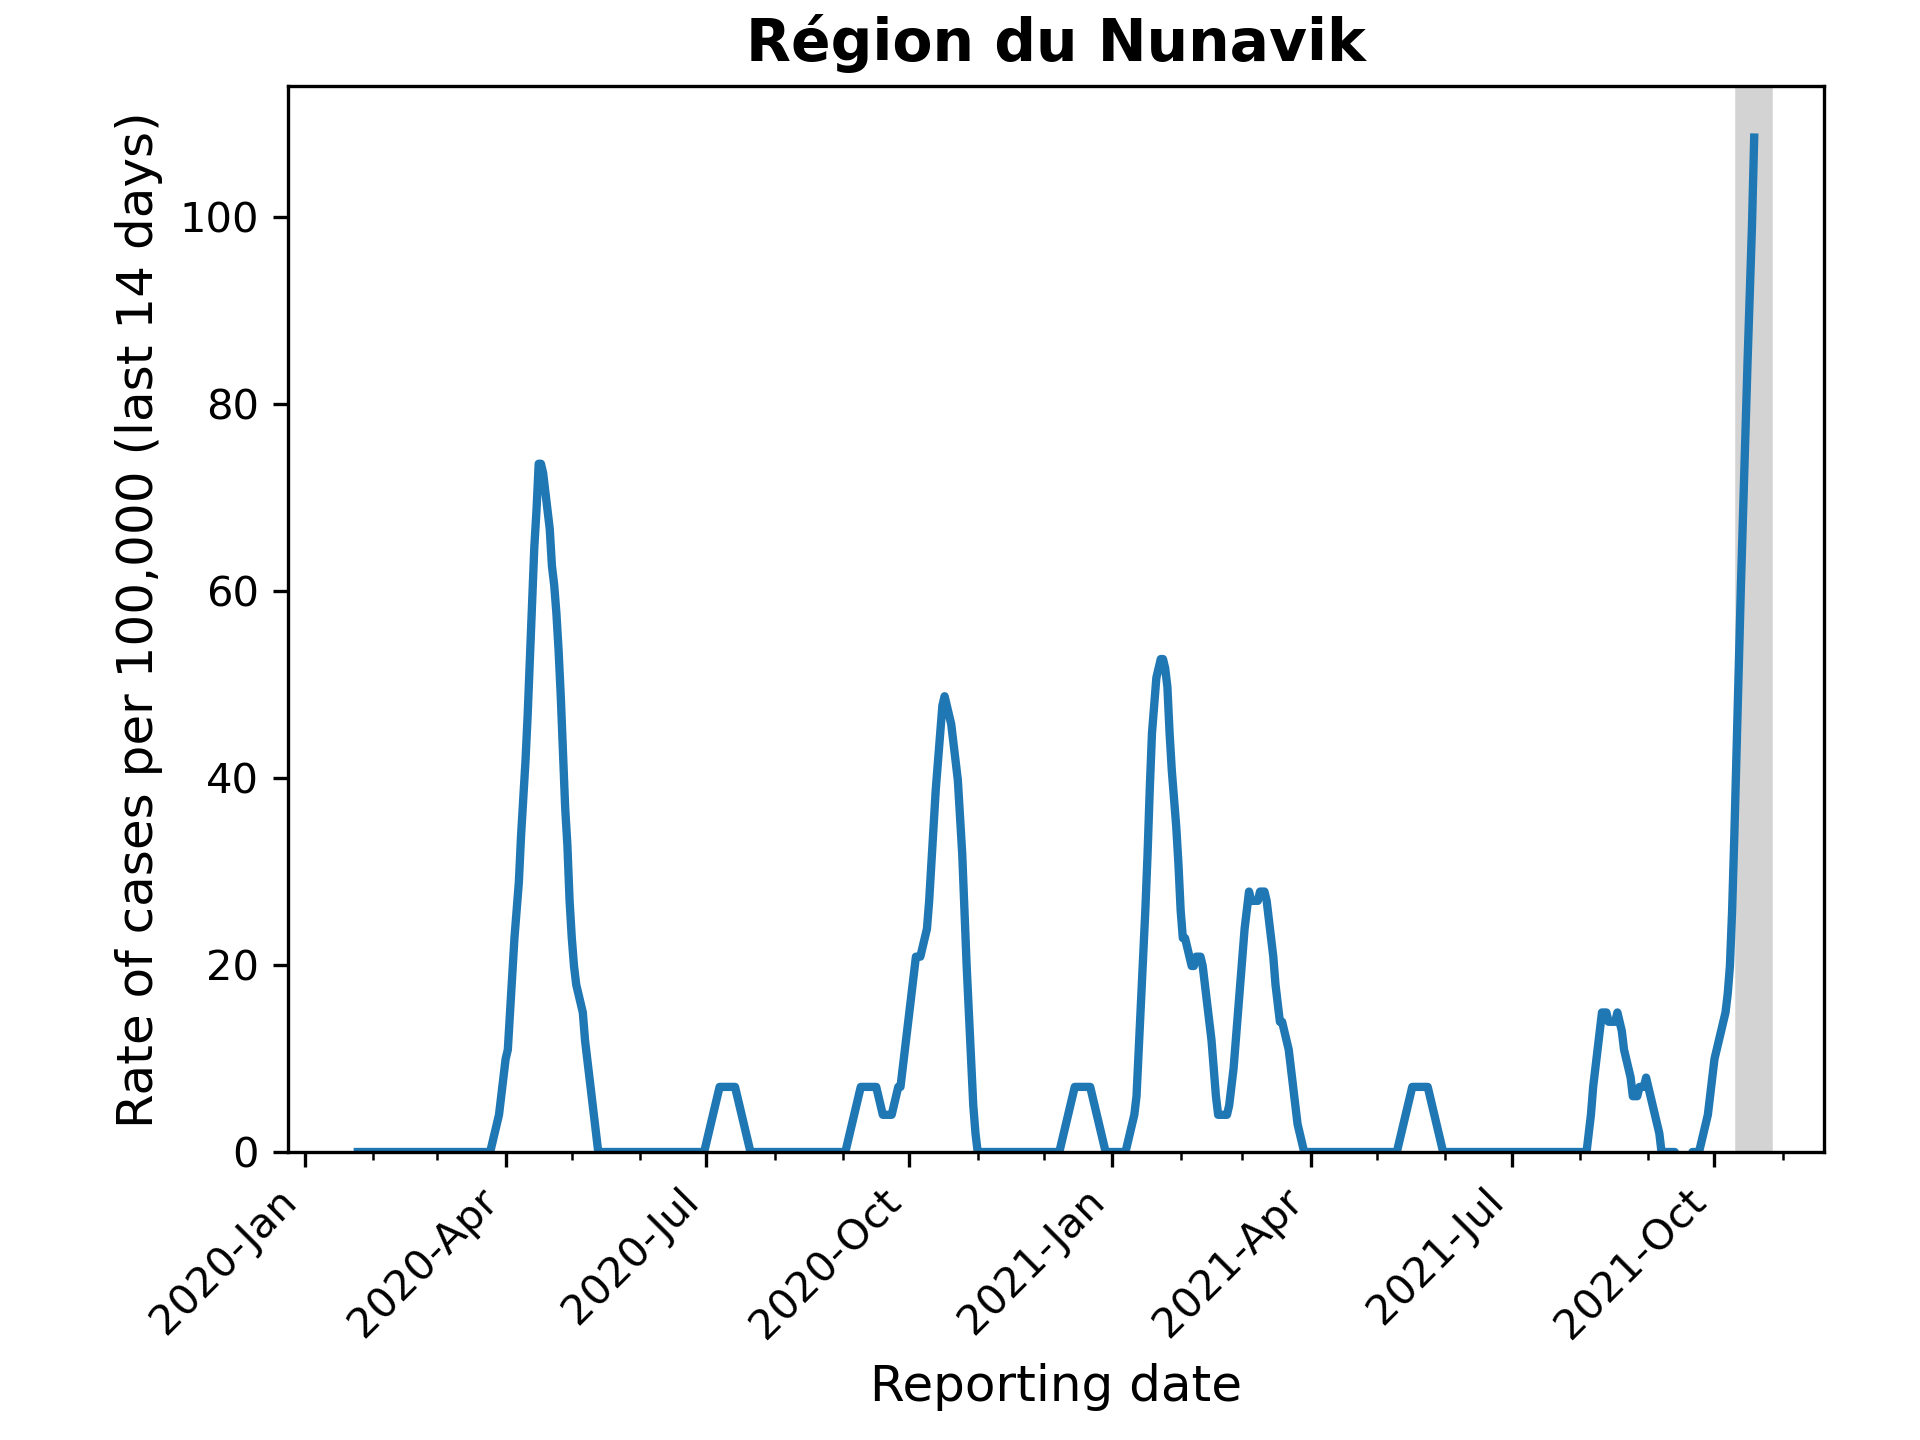 Région du Nunavik
Rate of cases per 100,000 (last 14 days)
100
80
60
40
20
0
2020-Jan
2020-Apr
2020-Jul
2020-Oct
2021-Jan
2021-Apr
2021-Jul
2021-Oct
Reporting date